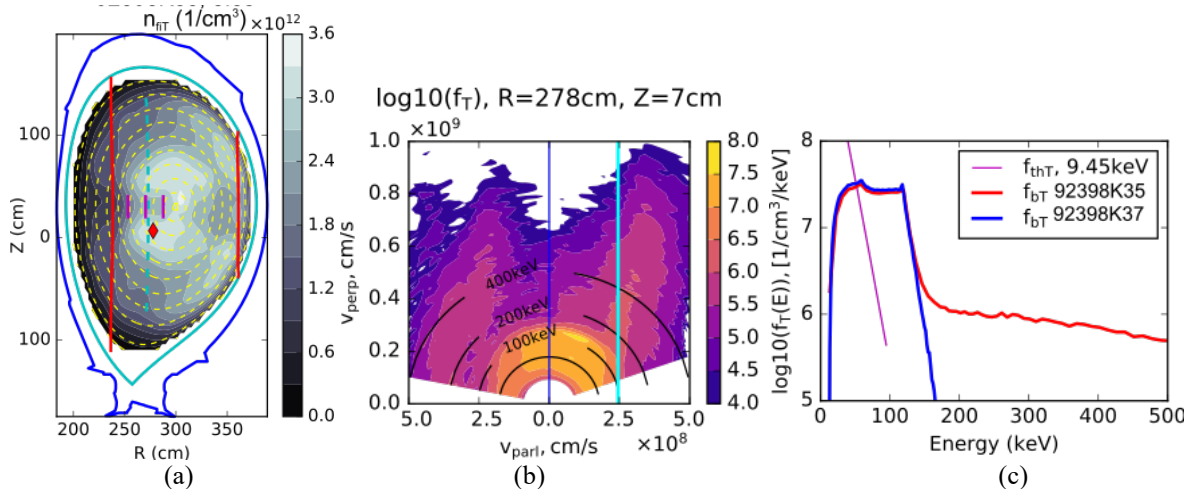 n_fiT (1/cm³) ×10¹²
3.6
3.0
2.4
1.8
1.2
0.6
0.0
100
0
100
Z (cm)
200 250 300 350
R (cm)
(a)
log10(f_T), R=278cm, Z=7cm
×10⁹
1.0
0.8
0.6
0.4
0.2
0.0
v_perp, cm/s
400keV
200keV
100keV
5.0 2.5 0.0 2.5 5.0
v_parl, cm/s ×10⁸
8.0
7.5
7.0
6.5
6.0
5.5
5.0
4.5
4.0
(b)
log10(f_T(E)), [1/cm³/keV]
8
7
6
5
f_thT, 9.45keV
f_bT 92398K35
f_bT 92398K37
0 100 200 300 400 500
Energy (keV)
(c)